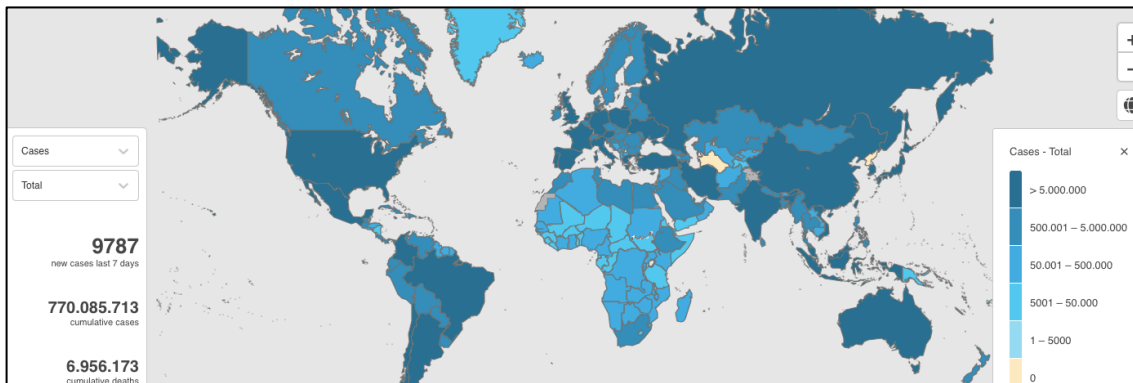 Cases
Total
9787
new cases last 7 days
770.085.713
cumulative cases
6.956.173
cumulative deaths
+
−
Cases - Total ×
> 5.000.000
500.001 – 5.000.000
50.001 – 500.000
5001 – 50.000
1 – 5000
0